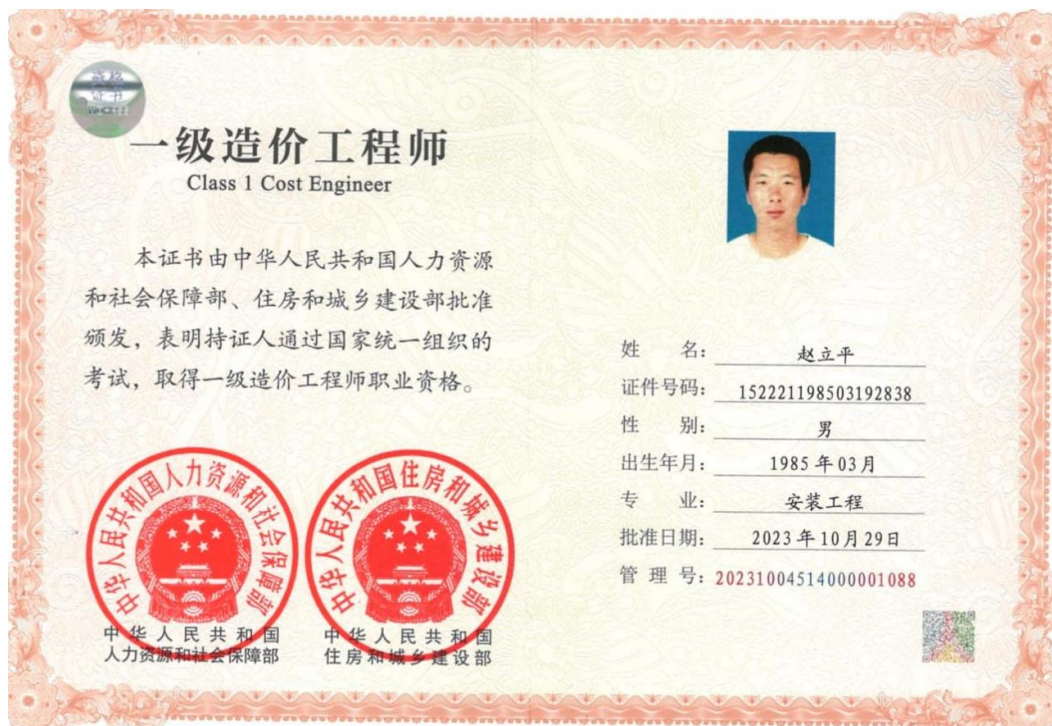 资格
证书
一级造价工程师
Class 1 Cost Engineer
本证书由中华人民共和国人力资源
和社会保障部、住房和城乡建设部批准
颁发，表明持证人通过国家统一组织的
考试，取得一级造价工程师职业资格。
中华人民共和国人力资源和社会保障部
中华人民共和国住房和城乡建设部
中华人民共和国
人力资源和社会保障部
中华人民共和国
住房和城乡建设部
姓 名： 赵立平
证件号码： 152221198503192838
性 别： 男
出生年月： 1985年03月
专 业： 安装工程
批准日期： 2023年10月29日
管 理 号： 20231004514000001088